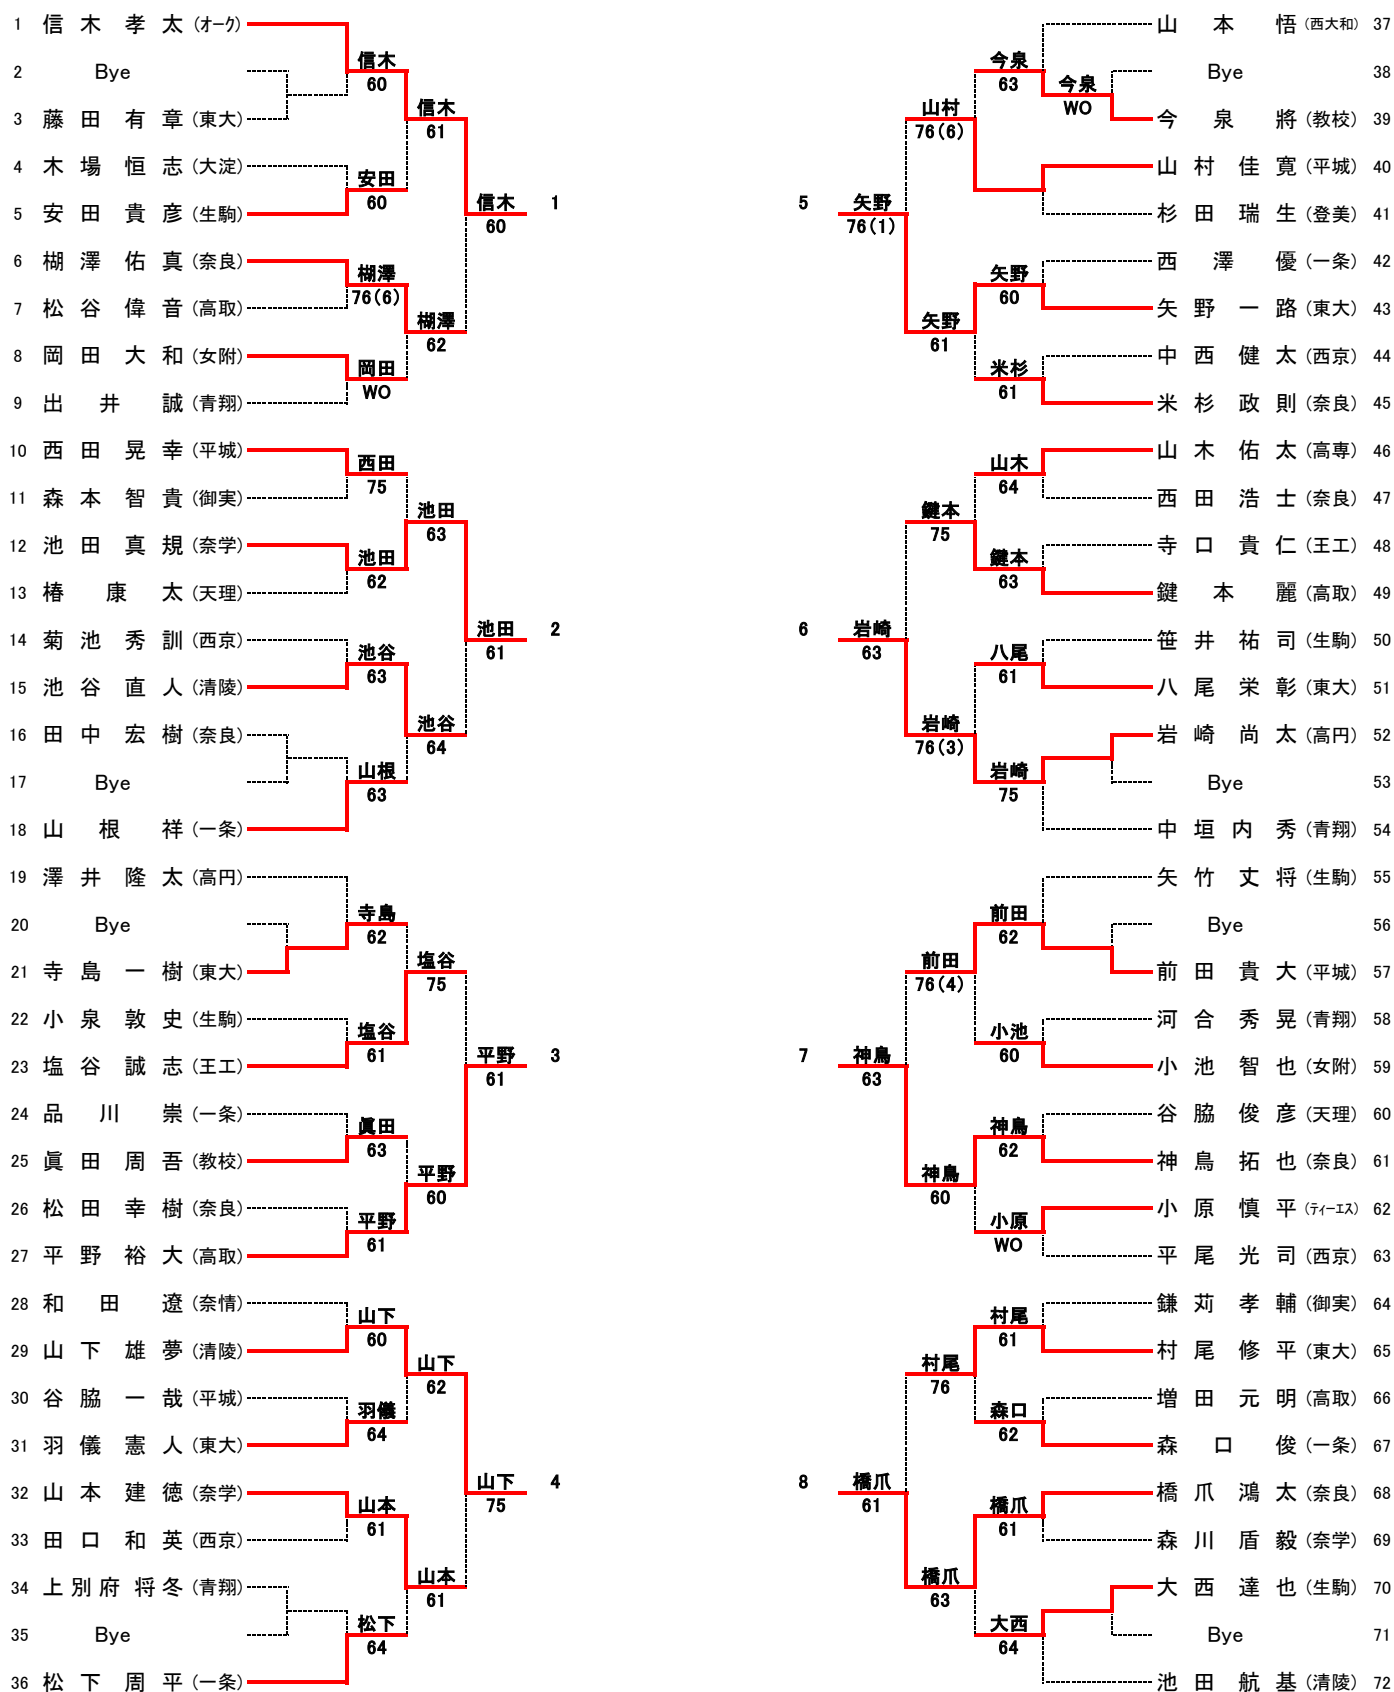 1 信木 孝太 (オーク)
2 Bye
3 藤田 有章 (東大)
4 木場 恒志 (大淀)
5 安田 貴彦 (生駒)
6 楜澤 佑真 (奈良)
7 松谷 偉音 (高取)
8 岡田 大和 (女附)
9 出井 誠 (青翔)
10 西田 晃幸 (平城)
11 森本 智貴 (御実)
12 池田 真規 (奈学)
13 椿 康太 (天理)
14 菊池 秀訓 (西京)
15 池谷 直人 (清陵)
16 田中 宏樹 (奈良)
17 Bye
18 山根 祥 (一条)
19 澤井 隆太 (高円)
20 Bye
21 寺島 一樹 (東大)
22 小泉 敦史 (生駒)
23 塩谷 誠志 (王工)
24 品川 崇 (一条)
25 眞田 周吾 (教校)
26 松田 幸樹 (奈良)
27 平野 裕大 (高取)
28 和田 遼 (奈情)
29 山下 雄夢 (清陵)
30 谷脇 一哉 (平城)
31 羽儀 憲人 (東大)
32 山本 建徳 (奈学)
33 田口 和英 (西京)
34 上別府 将冬 (青翔)
35 Bye
36 松下 周平 (一条)
信木
60
安田
60
楜澤
76(6)
岡田
WO
西田
75
池田
62
池谷
63
山根
63
寺島
62
塩谷
61
眞田
63
平野
61
山下
60
羽儀
64
山本
61
松下
64
信木
61
楜澤
62
池田
63
池谷
64
塩谷
75
平野
60
山下
62
山本
61
信木
60
1
池田
61
2
平野
61
3
山下
75
4
5
矢野
76(1)
6
岩崎
63
7
神鳥
63
8
橋爪
61
山村
76(6)
矢野
61
鍵本
75
岩崎
76(3)
前田
76(4)
神鳥
60
村尾
76
橋爪
63
今泉
63
今泉
WO
矢野
60
米杉
61
山木
64
鍵本
63
八尾
61
岩崎
75
前田
62
小池
60
神鳥
62
小原
WO
村尾
61
森口
62
橋爪
61
大西
64
山本 悟 (西大和) 37
Bye 38
今泉 將 (教校) 39
山村 佳寛 (平城) 40
杉田 瑞生 (登美) 41
西澤 優 (一条) 42
矢野 一路 (東大) 43
中西 健太 (西京) 44
米杉 政則 (奈良) 45
山木 佑太 (高専) 46
西田 浩士 (奈良) 47
寺口 貴仁 (王工) 48
鍵本 麗 (高取) 49
笹井 祐司 (生駒) 50
八尾 栄彰 (東大) 51
岩崎 尚太 (高円) 52
Bye 53
中垣内 秀 (青翔) 54
矢竹 丈将 (生駒) 55
Bye 56
前田 貴大 (平城) 57
河合 秀晃 (青翔) 58
小池 智也 (女附) 59
谷脇 俊彦 (天理) 60
神鳥 拓也 (奈良) 61
小原 慎平 (ティーエス) 62
平尾 光司 (西京) 63
鎌苅 孝輔 (御実) 64
村尾 修平 (東大) 65
増田 元明 (高取) 66
森口 俊 (一条) 67
橋爪 鴻太 (奈良) 68
森川 盾毅 (奈学) 69
大西 達也 (生駒) 70
Bye 71
池田 航基 (清陵) 72